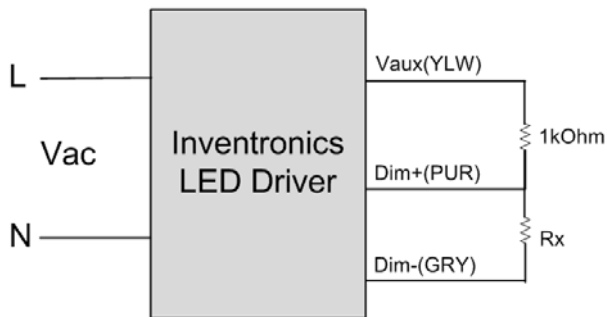 L
Vac
N
Inventronics
LED Driver
Vaux(YLW)
1kOhm
Dim+(PUR)
Rx
Dim-(GRY)